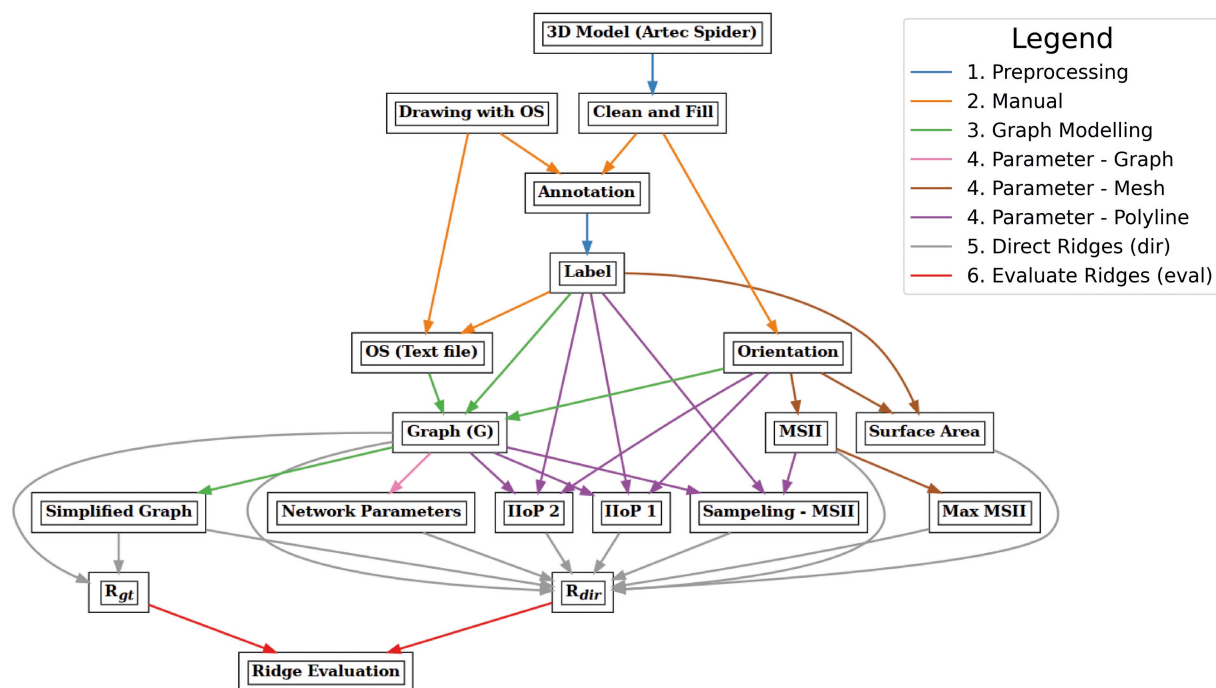 3D Model (Artec Spider)
Legend
1. Preprocessing
2. Manual
3. Graph Modelling
4. Parameter - Graph
4. Parameter - Mesh
4. Parameter - Polyline
5. Direct Ridges (dir)
6. Evaluate Ridges (eval)
Drawing with OS
Clean and Fill
Annotation
Label
OS (Text file)
Orientation
Graph (G)
MSII
Surface Area
Simplified Graph
Network Parameters
IIoP 2
IIoP 1
Sampeling - MSII
Max MSII
R_gt
R_dir
Ridge Evaluation